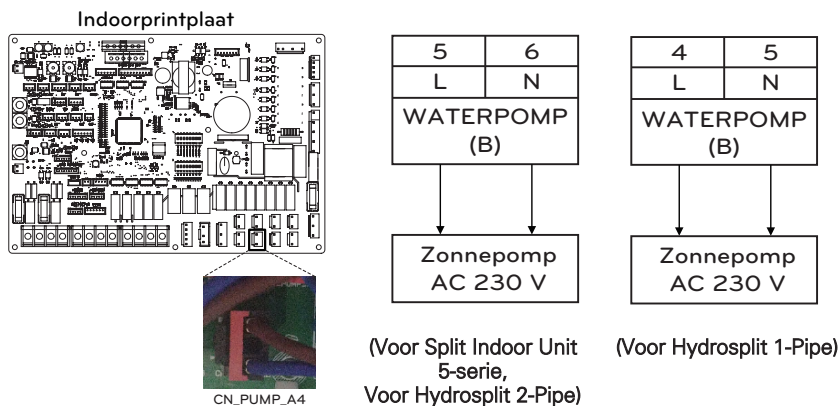 Indoorprintplaat
CN_PUMP_A4
5 6
L N
WATERPOMP
(B)
Zonnepomp
AC 230 V
(Voor Split Indoor Unit
5-serie,
Voor Hydrosplit 2-Pipe)
4 5
L N
WATERPOMP
(B)
Zonnepomp
AC 230 V
(Voor Hydrosplit 1-Pipe)